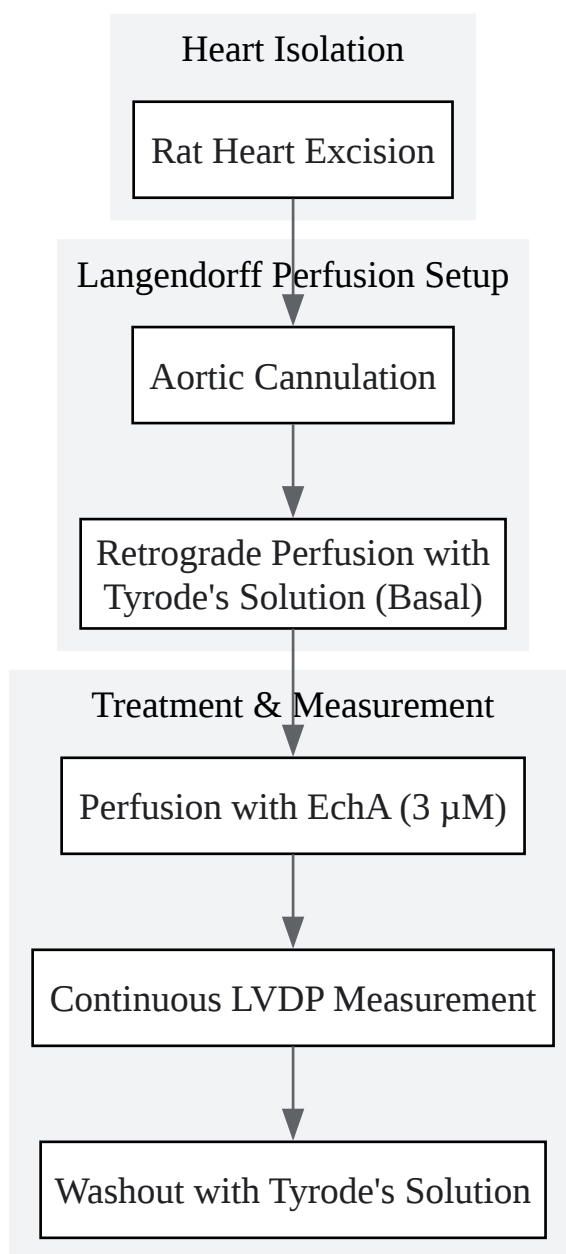 Heart Isolation
Rat Heart Excision
Langendorff Perfusion Setup
Aortic Cannulation
Retrograde Perfusion with
Tyrode's Solution (Basal)
Treatment & Measurement
Perfusion with EchA (3 µM)
Continuous LVDP Measurement
Washout with Tyrode's Solution